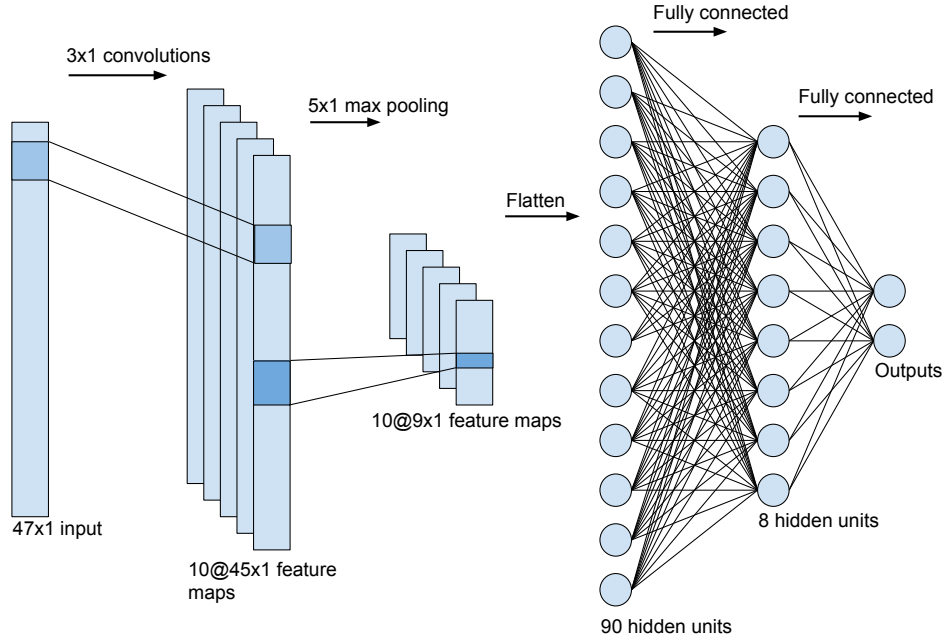 3x1 convolutions
47x1 input
10@45x1 feature
maps
5x1 max pooling
10@9x1 feature maps
Flatten
Fully connected
90 hidden units
Fully connected
8 hidden units
Outputs